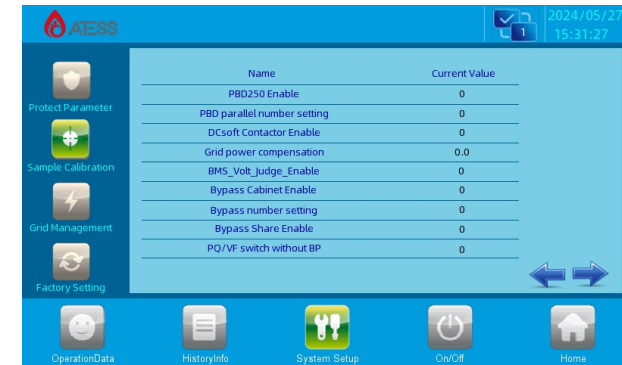 ATESS
1
2024/05/27
15:31:27
Protect Parameter
Sample Calibration
Grid Management
Factory Setting
Name Current Value
PBD250 Enable 0
PBD parallel number setting 0
DCsoft Contactor Enable 0
Grid power compensation 0.0
BMS_Volt_Judge_Enable 0
Bypass Cabinet Enable 0
Bypass number setting 0
Bypass Share Enable 0
PQ/VF switch without BP 0
OperationData HistoryInfo System Setup On/Off Home